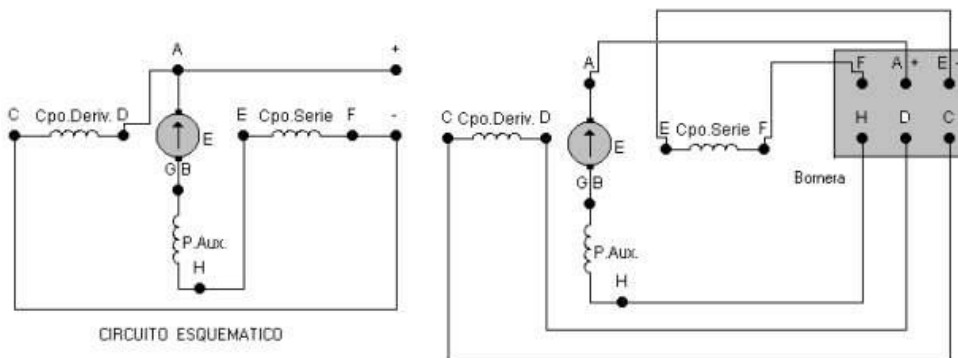 A +
C Cpo.Deriv. D E Cpo.Serie F -
E
G B
P.Aux.
H
CIRCUITO ESQUEMATICO
A F A + E -
C Cpo.Deriv. D E Cpo.Serie F H D C
E
G B Bornera
P.Aux.
H